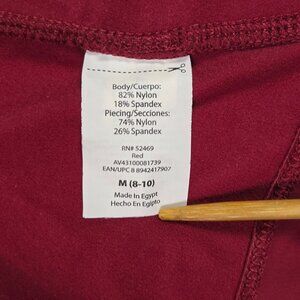 Body/Cuerpo:
82% Nylon
18% Spandex
Piecing/Secciones:
74% Nylon
26% Spandex
RN# 52469
Red
AV43100081739
EAN/UPC 8 8942417907
M (8-10)
Made In Egypt
Hecho En Egipto